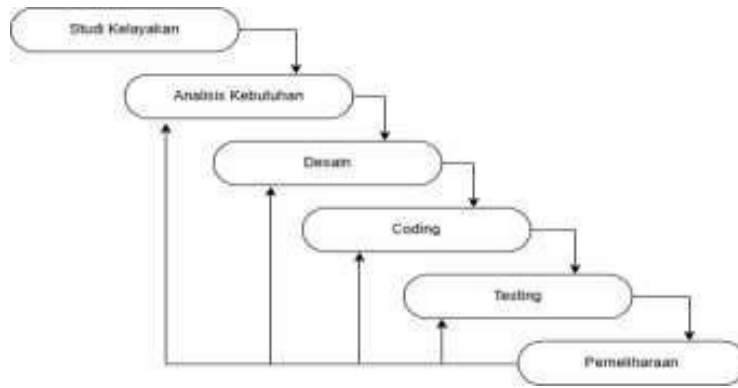 Studi Kelayakan
Analisis Kebutuhan
Desain
Coding
Testing
Pemeliharaan